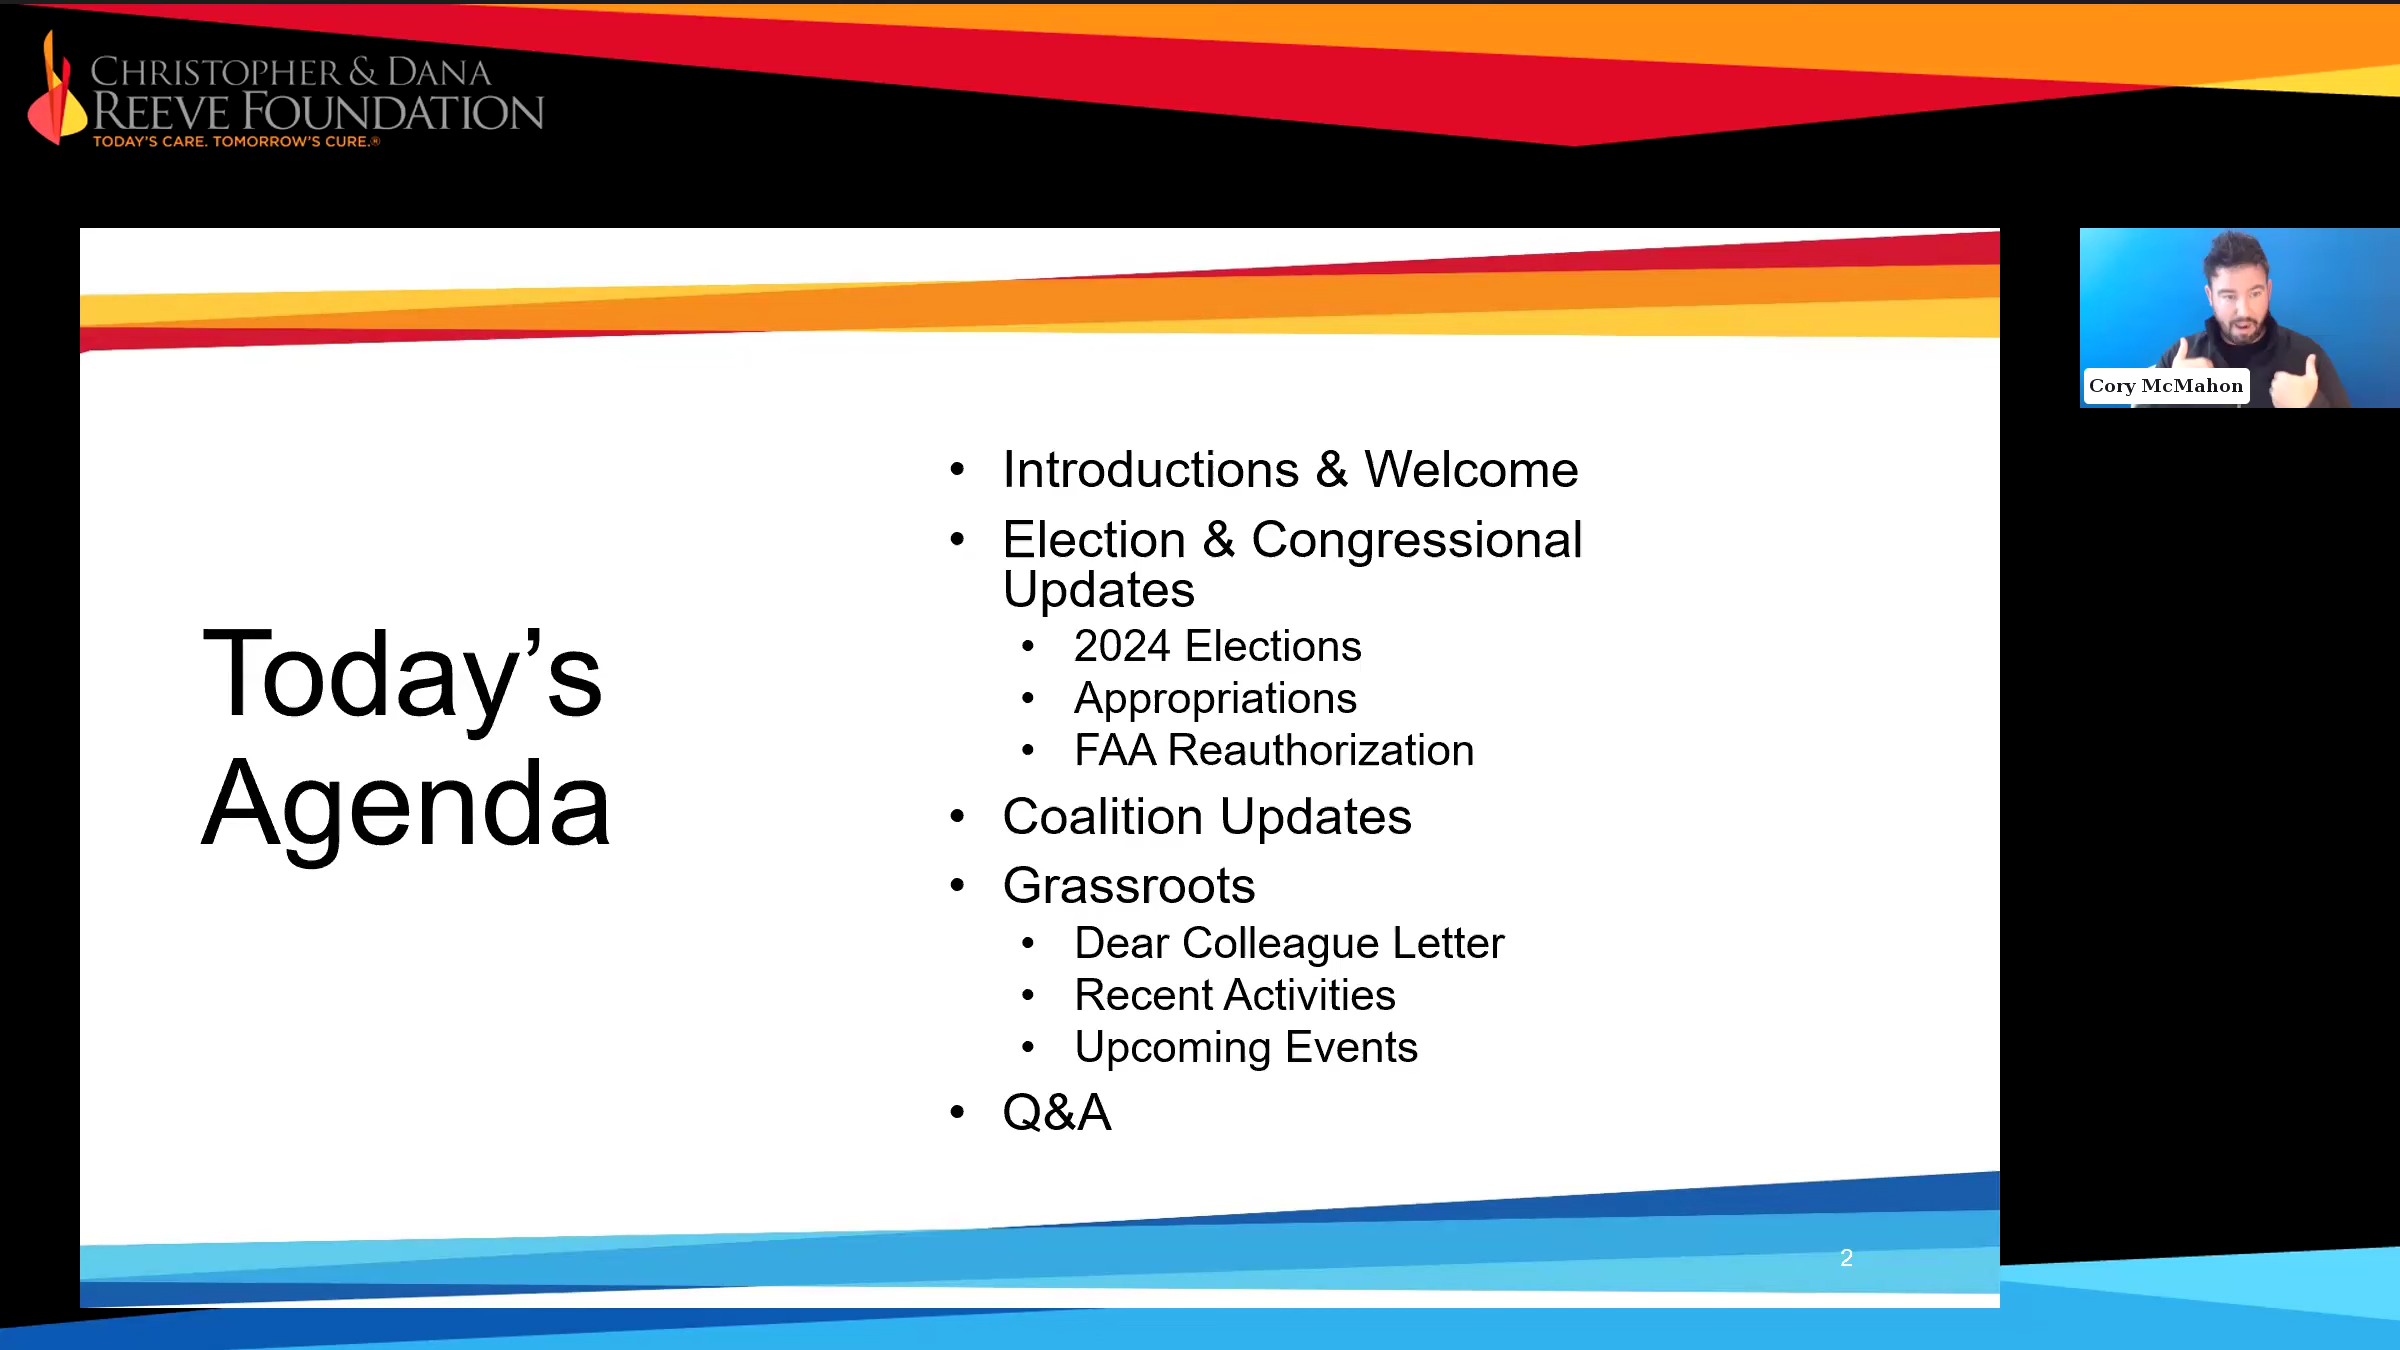 CHRISTOPHER & DANA
REEVE FOUNDATION
TODAY'S CARE. TOMORROW'S CURE.®
Cory McMahon
Today’s
Agenda
• Introductions & Welcome
• Election & Congressional
Updates
• 2024 Elections
• Appropriations
• FAA Reauthorization
• Coalition Updates
• Grassroots
• Dear Colleague Letter
• Recent Activities
• Upcoming Events
• Q&A
2